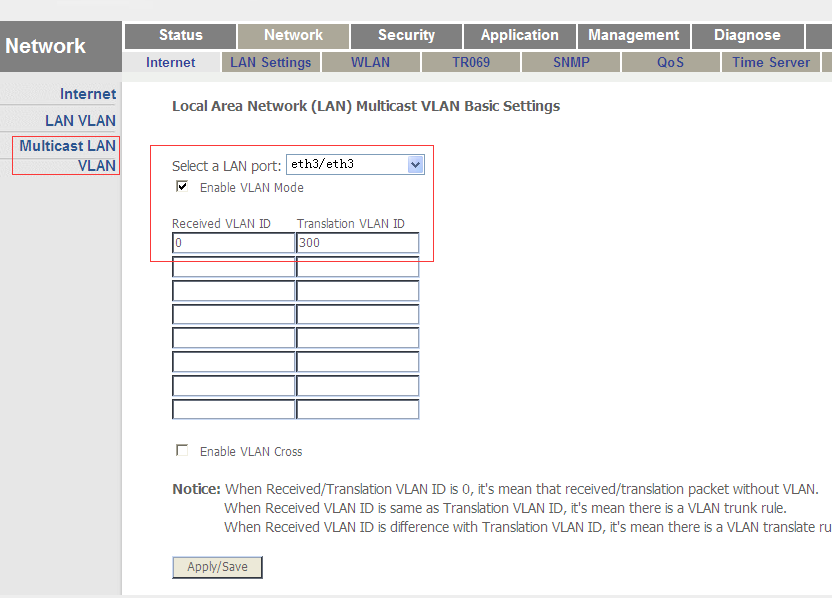 Network
Status Network Security Application Management Diagnose
Internet LAN Settings WLAN TR069 SNMP QoS Time Server
Internet
LAN VLAN
Multicast LAN
VLAN
Local Area Network (LAN) Multicast VLAN Basic Settings
Select a LAN port: eth3/eth3
Enable VLAN Mode
Received VLAN ID Translation VLAN ID
0 300
Enable VLAN Cross
Notice: When Received/Translation VLAN ID is 0, it's mean that received/translation packet without VLAN.
When Received VLAN ID is same as Translation VLAN ID, it's mean there is a VLAN trunk rule.
When Received VLAN ID is difference with Translation VLAN ID, it's mean there is a VLAN translate ru
Apply/Save